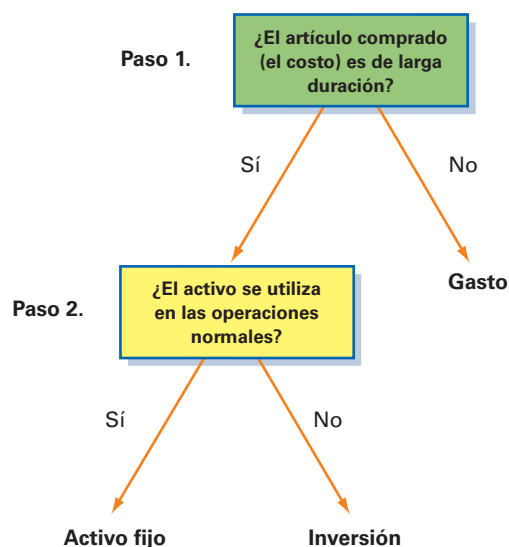 Paso 1.
¿El artículo comprado
(el costo) es de larga
duración?
Sí
No
Gasto
Paso 2.
¿El activo se utiliza
en las operaciones
normales?
Sí
No
Activo fijo
Inversión